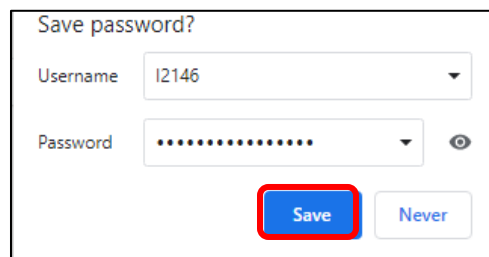 Save password?
Username I2146
Password ••••••••••••••••
Save Never